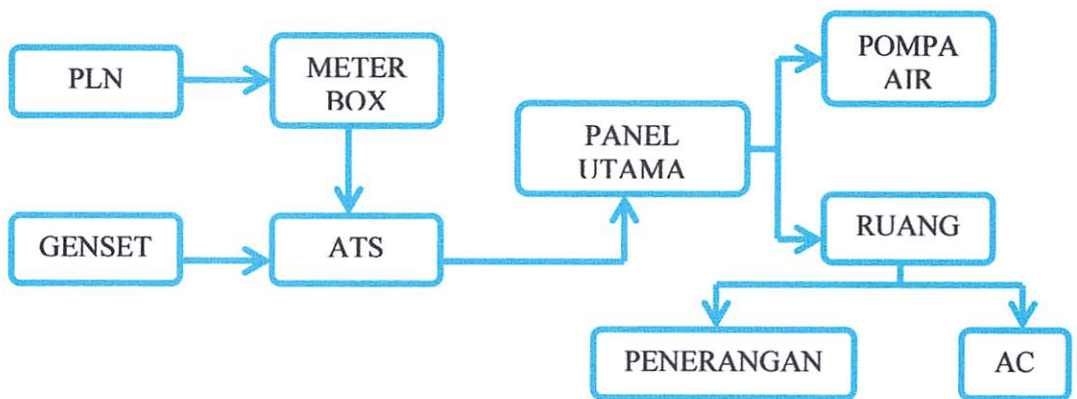 PLN
METER
BOX
POMPA
AIR
PANEL
UTAMA
GENSET
ATS
RUANG
PENERANGAN
AC